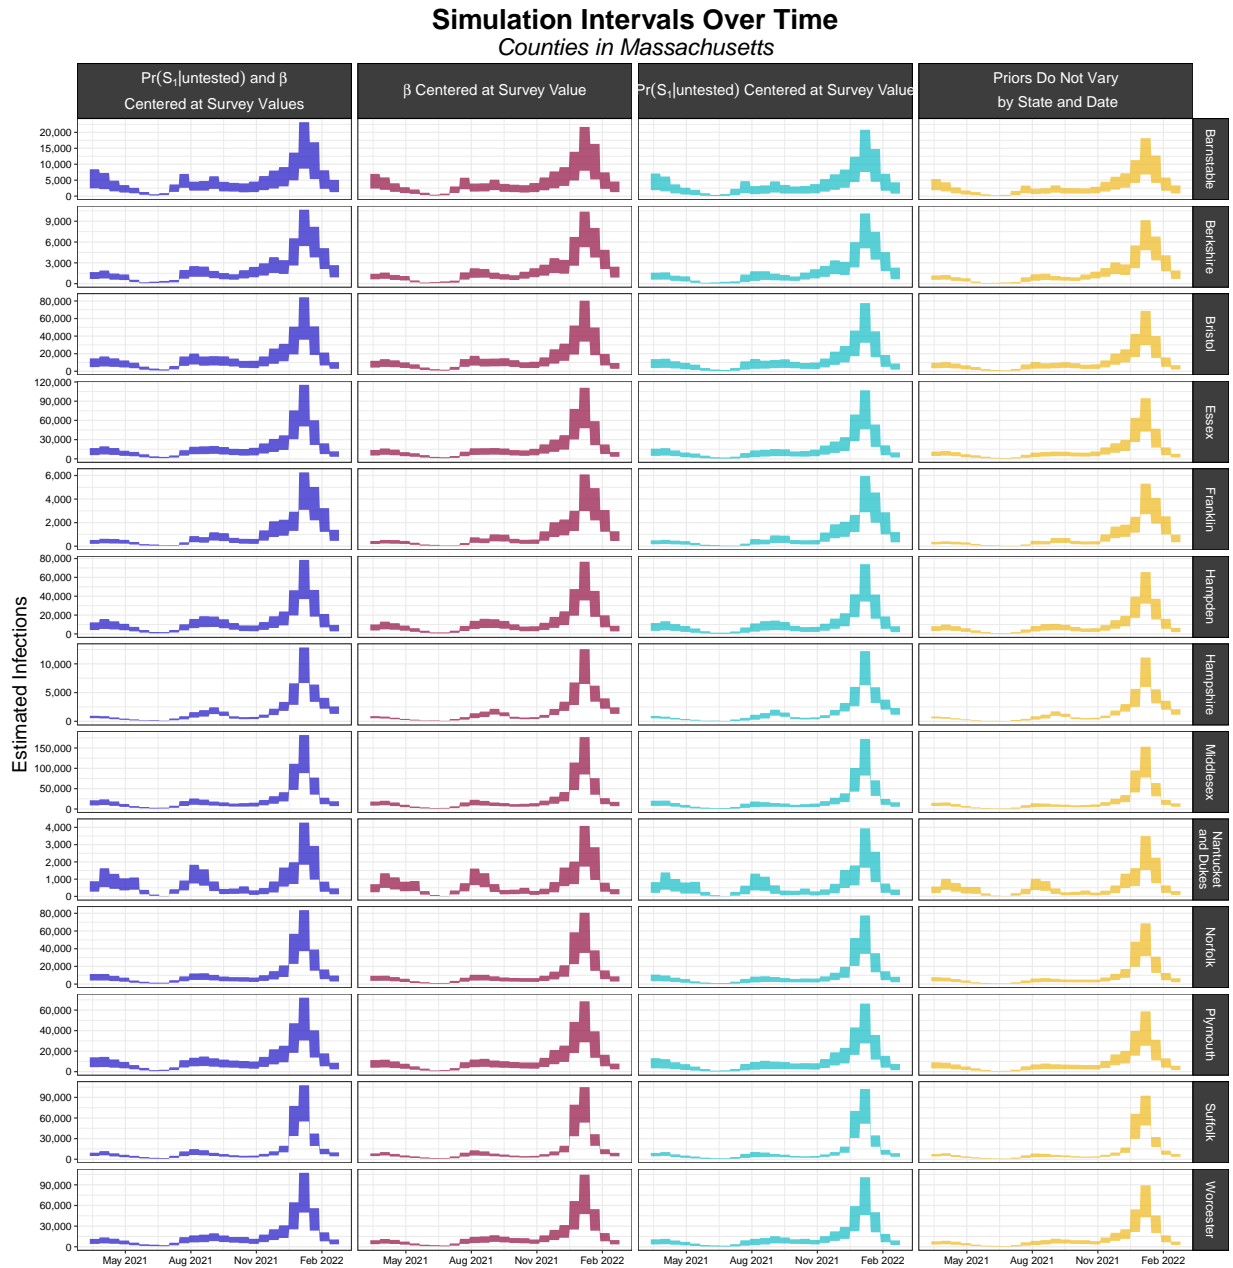 Simulation Intervals Over Time
Counties in Massachusetts
Pr(S₁|untested) and β
Centered at Survey Values
β Centered at Survey Value
Pr(S₁|untested) Centered at Survey Value
Priors Do Not Vary
by State and Date
Estimated Infections
20,000
15,000
10,000
5,000
0
Barnstable
9,000
6,000
3,000
0
Berkshire
80,000
60,000
40,000
20,000
0
Bristol
120,000
90,000
60,000
30,000
0
Essex
6,000
4,000
2,000
0
Franklin
80,000
60,000
40,000
20,000
0
Hampden
10,000
5,000
0
Hampshire
150,000
100,000
50,000
0
Middlesex
4,000
3,000
2,000
1,000
0
Nantucket
and Dukes
80,000
60,000
40,000
20,000
0
Norfolk
60,000
40,000
20,000
0
Plymouth
90,000
60,000
30,000
0
Suffolk
90,000
60,000
30,000
0
Worcester
May 2021 Aug 2021 Nov 2021 Feb 2022
May 2021 Aug 2021 Nov 2021 Feb 2022
May 2021 Aug 2021 Nov 2021 Feb 2022
May 2021 Aug 2021 Nov 2021 Feb 2022